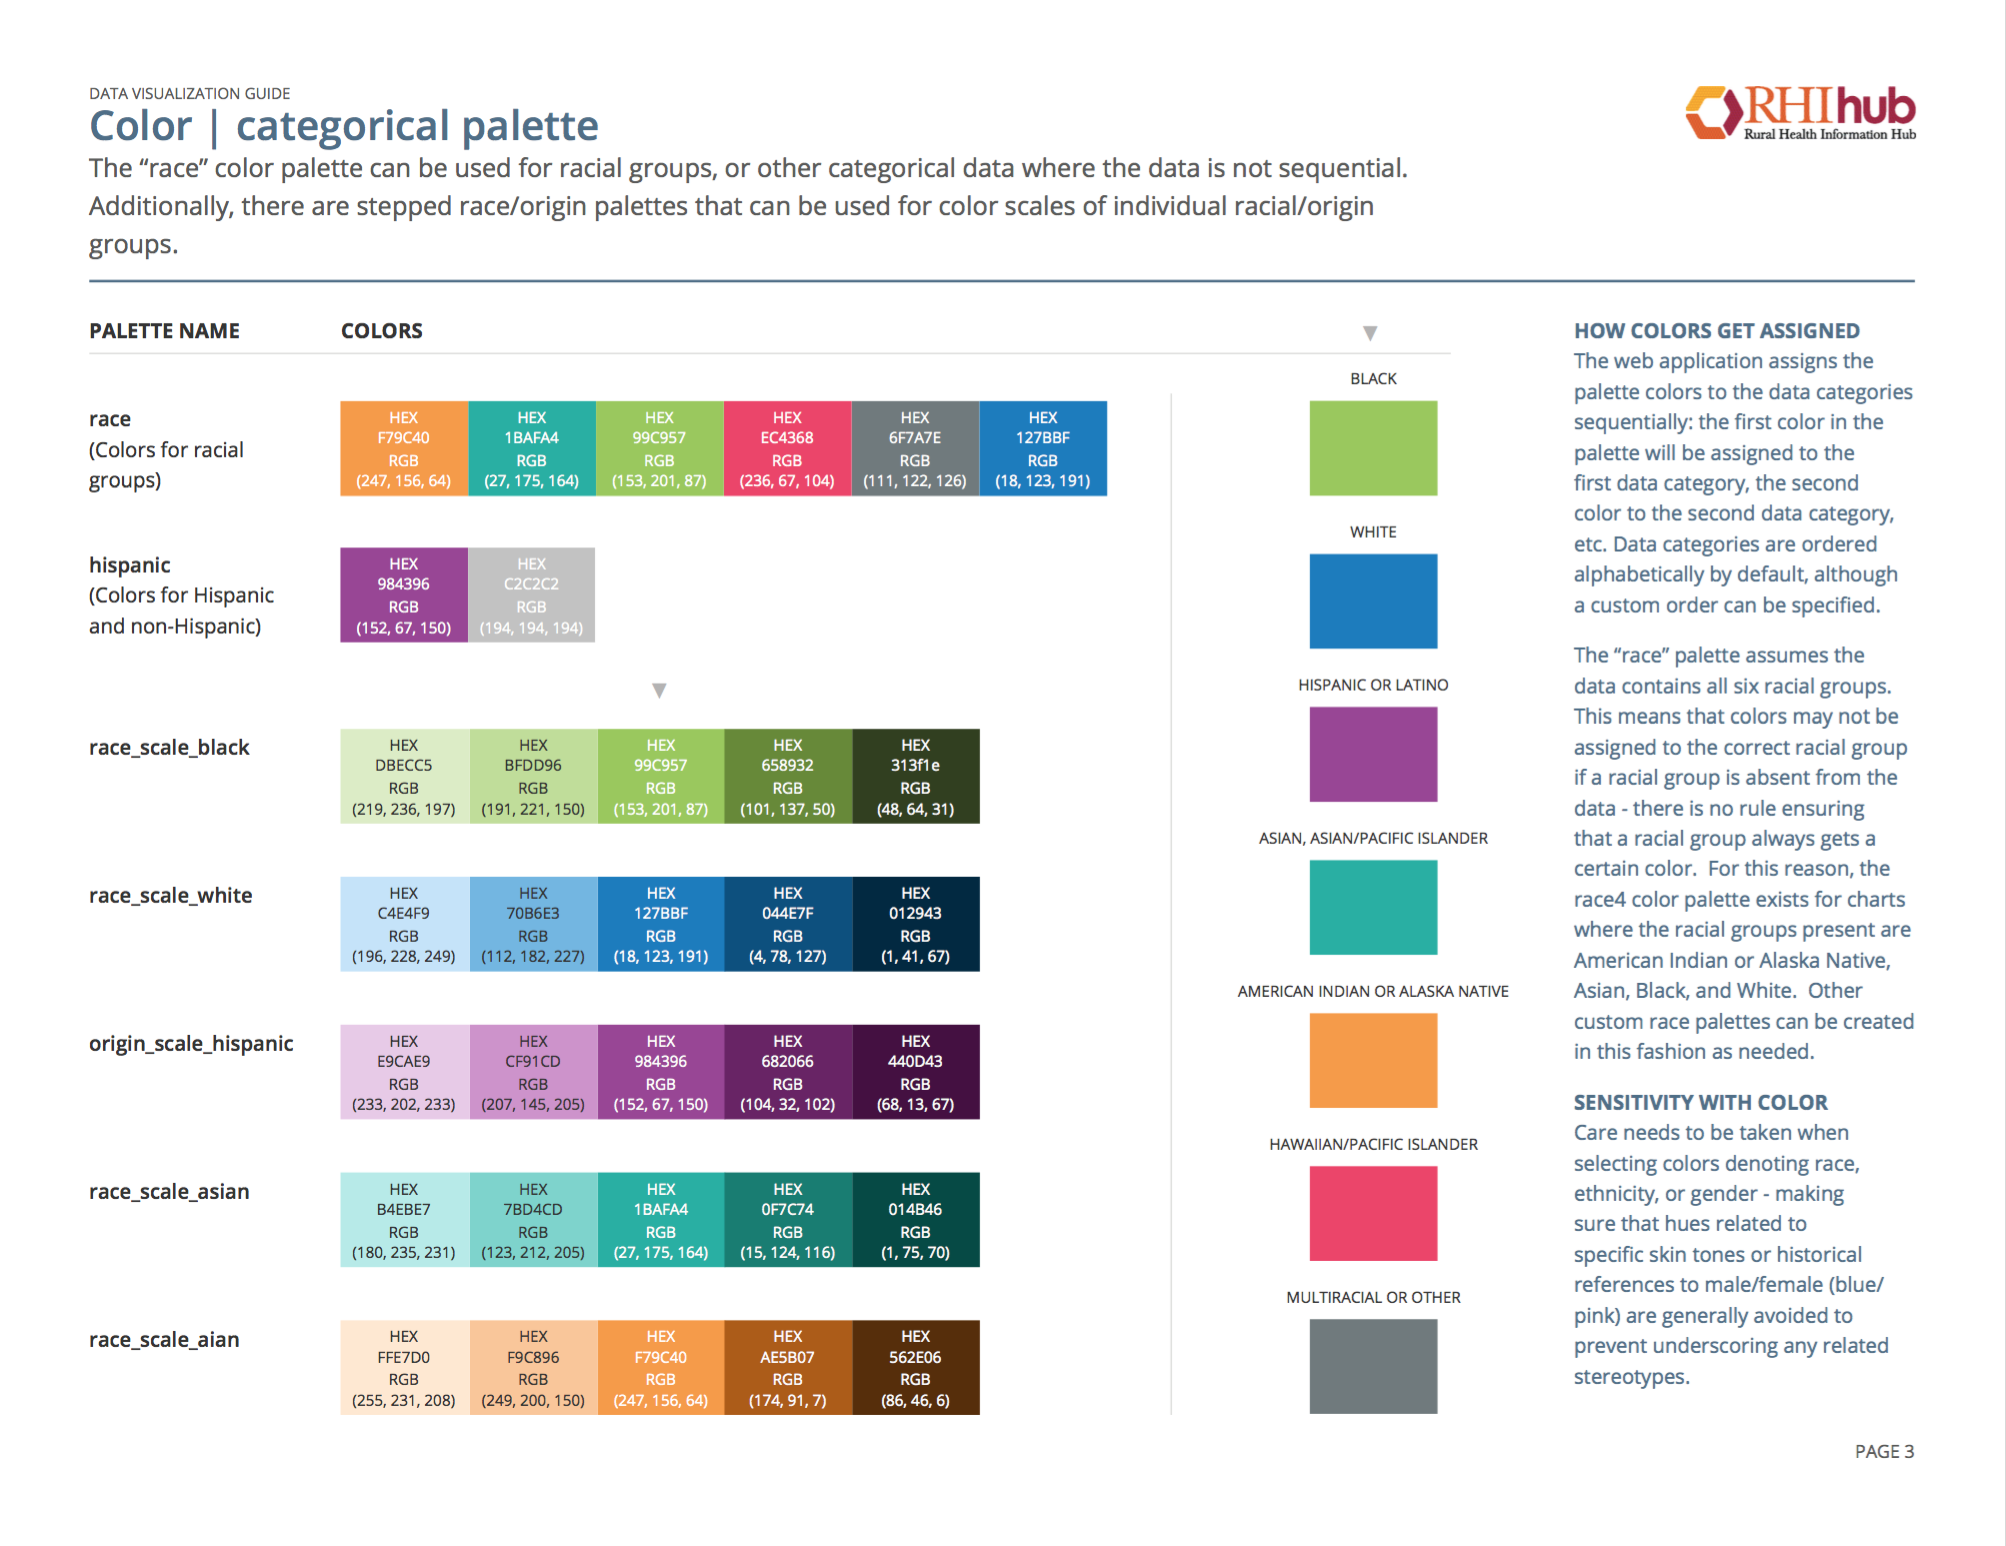 DATA VISUALIZATION GUIDE
Color | categorical palette
The “race” color palette can be used for racial groups, or other categorical data where the data is not sequential.
Additionally, there are stepped race/origin palettes that can be used for color scales of individual racial/origin
groups.
RHIhub
Rural Health Information Hub
PALETTE NAME
COLORS
race
(Colors for racial
groups)
HEX
F79C40
RGB
(247, 156, 64)
HEX
1BAFA4
RGB
(27, 175, 164)
HEX
99C957
RGB
(153, 201, 87)
HEX
EC4368
RGB
(236, 67, 104)
HEX
6F7A7E
RGB
(111, 122, 126)
HEX
127BBF
RGB
(18, 123, 191)
hispanic
(Colors for Hispanic
and non-Hispanic)
HEX
984396
RGB
(152, 67, 150)
HEX
C2C2C2
RGB
(194, 194, 194)
race_scale_black
HEX
DBECC5
RGB
(219, 236, 197)
HEX
BFDD96
RGB
(191, 221, 150)
HEX
99C957
RGB
(153, 201, 87)
HEX
658932
RGB
(101, 137, 50)
HEX
313f1e
RGB
(48, 64, 31)
race_scale_white
HEX
C4E4F9
RGB
(196, 228, 249)
HEX
70B6E3
RGB
(112, 182, 227)
HEX
127BBF
RGB
(18, 123, 191)
HEX
044E7F
RGB
(4, 78, 127)
HEX
012943
RGB
(1, 41, 67)
origin_scale_hispanic
HEX
E9CAE9
RGB
(233, 202, 233)
HEX
CF91CD
RGB
(207, 145, 205)
HEX
984396
RGB
(152, 67, 150)
HEX
682066
RGB
(104, 32, 102)
HEX
440D43
RGB
(68, 13, 67)
race_scale_asian
HEX
B4EBE7
RGB
(180, 235, 231)
HEX
7BD4CD
RGB
(123, 212, 205)
HEX
1BAFA4
RGB
(27, 175, 164)
HEX
0F7C74
RGB
(15, 124, 116)
HEX
014B46
RGB
(1, 75, 70)
race_scale_aian
HEX
FFE7D0
RGB
(255, 231, 208)
HEX
F9C896
RGB
(249, 200, 150)
HEX
F79C40
RGB
(247, 156, 64)
HEX
AE5B07
RGB
(174, 91, 7)
HEX
562E06
RGB
(86, 46, 6)
BLACK
WHITE
HISPANIC OR LATINO
ASIAN, ASIAN/PACIFIC ISLANDER
AMERICAN INDIAN OR ALASKA NATIVE
HAWAIIAN/PACIFIC ISLANDER
MULTIRACIAL OR OTHER
HOW COLORS GET ASSIGNED
The web application assigns the
palette colors to the data categories
sequentially: the first color in the
palette will be assigned to the
first data category, the second
color to the second data category,
etc. Data categories are ordered
alphabetically by default, although
a custom order can be specified.
The “race” palette assumes the
data contains all six racial groups.
This means that colors may not be
assigned to the correct racial group
if a racial group is absent from the
data - there is no rule ensuring
that a racial group always gets a
certain color.  For this reason, the
race4 color palette exists for charts
where the racial groups present are
American Indian or Alaska Native,
Asian, Black, and White.  Other
custom race palettes can be created
in this fashion as needed.
SENSITIVITY WITH COLOR
Care needs to be taken when
selecting colors denoting race,
ethnicity, or gender - making
sure that hues related to
specific skin tones or historical
references to male/female (blue/
pink) are generally avoided to
prevent underscoring any related
stereotypes.
PAGE 3